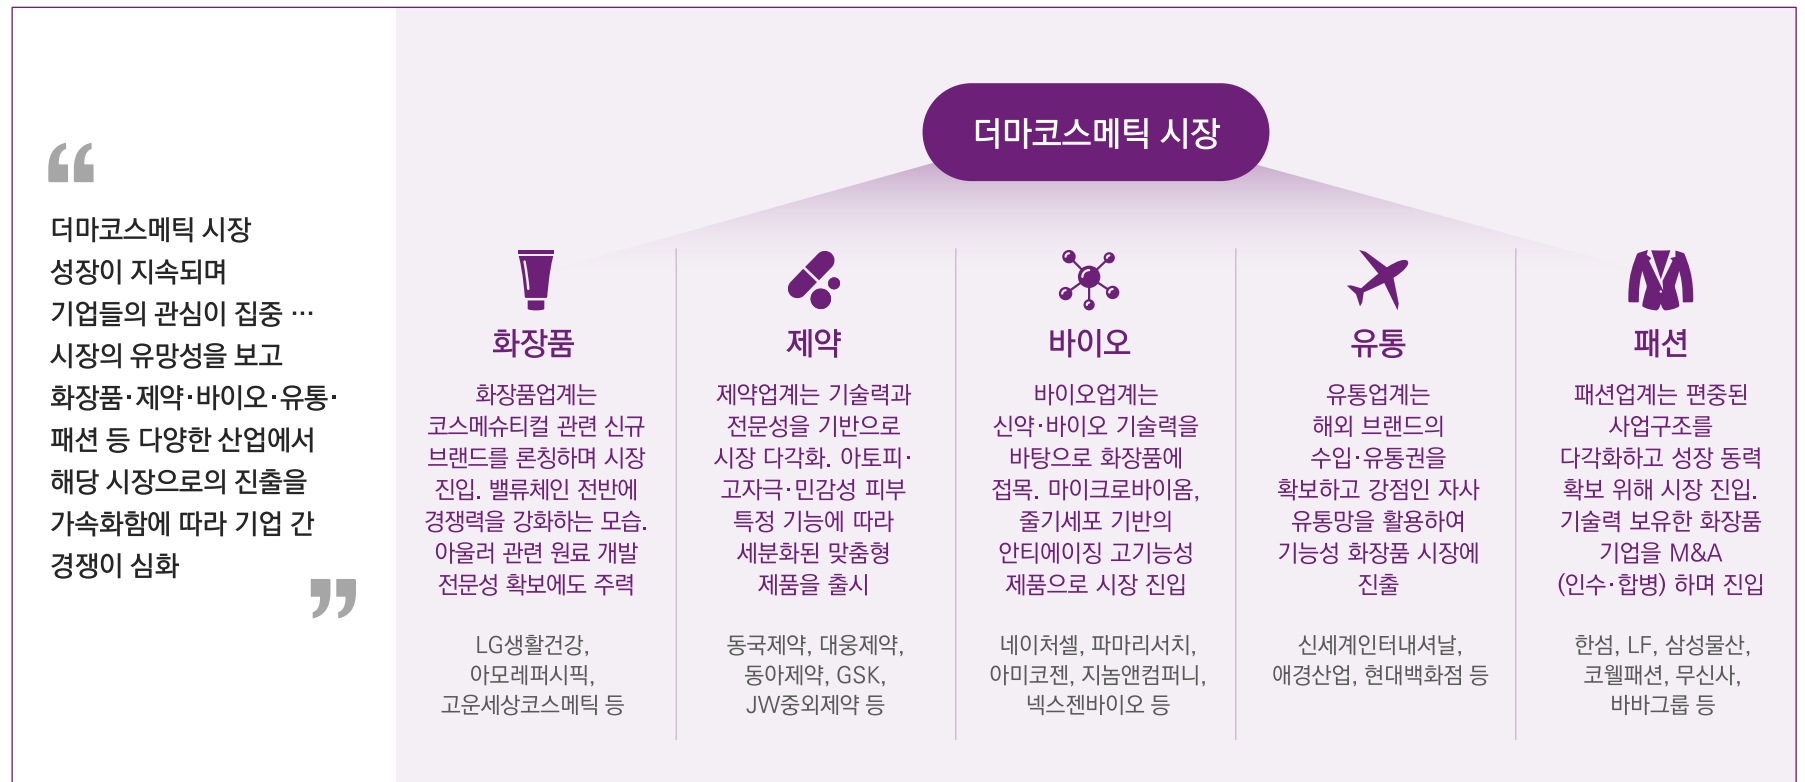 더마코스메틱 시장
성장이 지속되며
기업들의 관심이 집중 …
시장의 유망성을 보고
화장품·제약·바이오·유통·
패션 등 다양한 산업에서
해당 시장으로의 진출을
가속화함에 따라 기업 간
경쟁이 심화
더마코스메틱 시장
화장품
화장품업계는
코스메슈티컬 관련 신규
브랜드를 론칭하며 시장
진입. 밸류체인 전반에
경쟁력을 강화하는 모습.
아울러 관련 원료 개발
전문성 확보에도 주력
LG생활건강,
아모레퍼시픽,
고운세상코스메틱 등
제약
제약업계는 기술력과
전문성을 기반으로
시장 다각화. 아토피·
고자극·민감성 피부
특정 기능에 따라
세분화된 맞춤형
제품을 출시
동국제약, 대웅제약,
동아제약, GSK,
JW중외제약 등
바이오
바이오업계는
신약·바이오 기술력을
바탕으로 화장품에
접목. 마이크로바이옴,
줄기세포 기반의
안티에이징 고기능성
제품으로 시장 진입
네이처셀, 파마리서치,
아미코젠, 지놈앤컴퍼니,
넥스젠바이오 등
유통
유통업계는
해외 브랜드의
수입·유통권을
확보하고 강점인 자사
유통망을 활용하여
기능성 화장품 시장에
진출
신세계인터내셔날,
애경산업, 현대백화점 등
패션
패션업계는 편중된
사업구조를
다각화하고 성장 동력
확보 위해 시장 진입.
기술력 보유한 화장품
기업을 M&A
(인수·합병) 하며 진입
한섬, LF, 삼성물산,
코웰패션, 무신사,
바바그룹 등